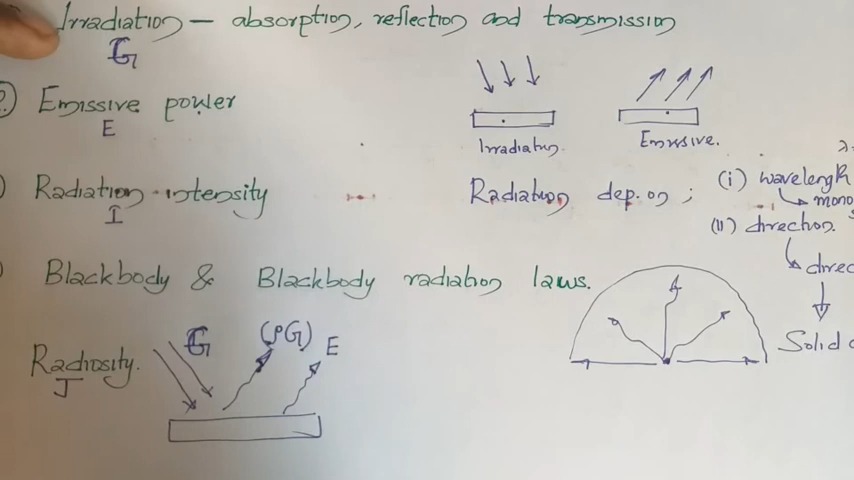 Irradiation – absorption, reflection and transmission
G
2) Emissive power
E
Irradiation
Emissive.
) Radiation intensity
I
Radiation dep. on ; (i) wavelength
mono
(ii) direction.
direc
) Blackbody & Blackbody radiation laws.
Solid
Radiosity.
J
G
(ρG)
E
λ